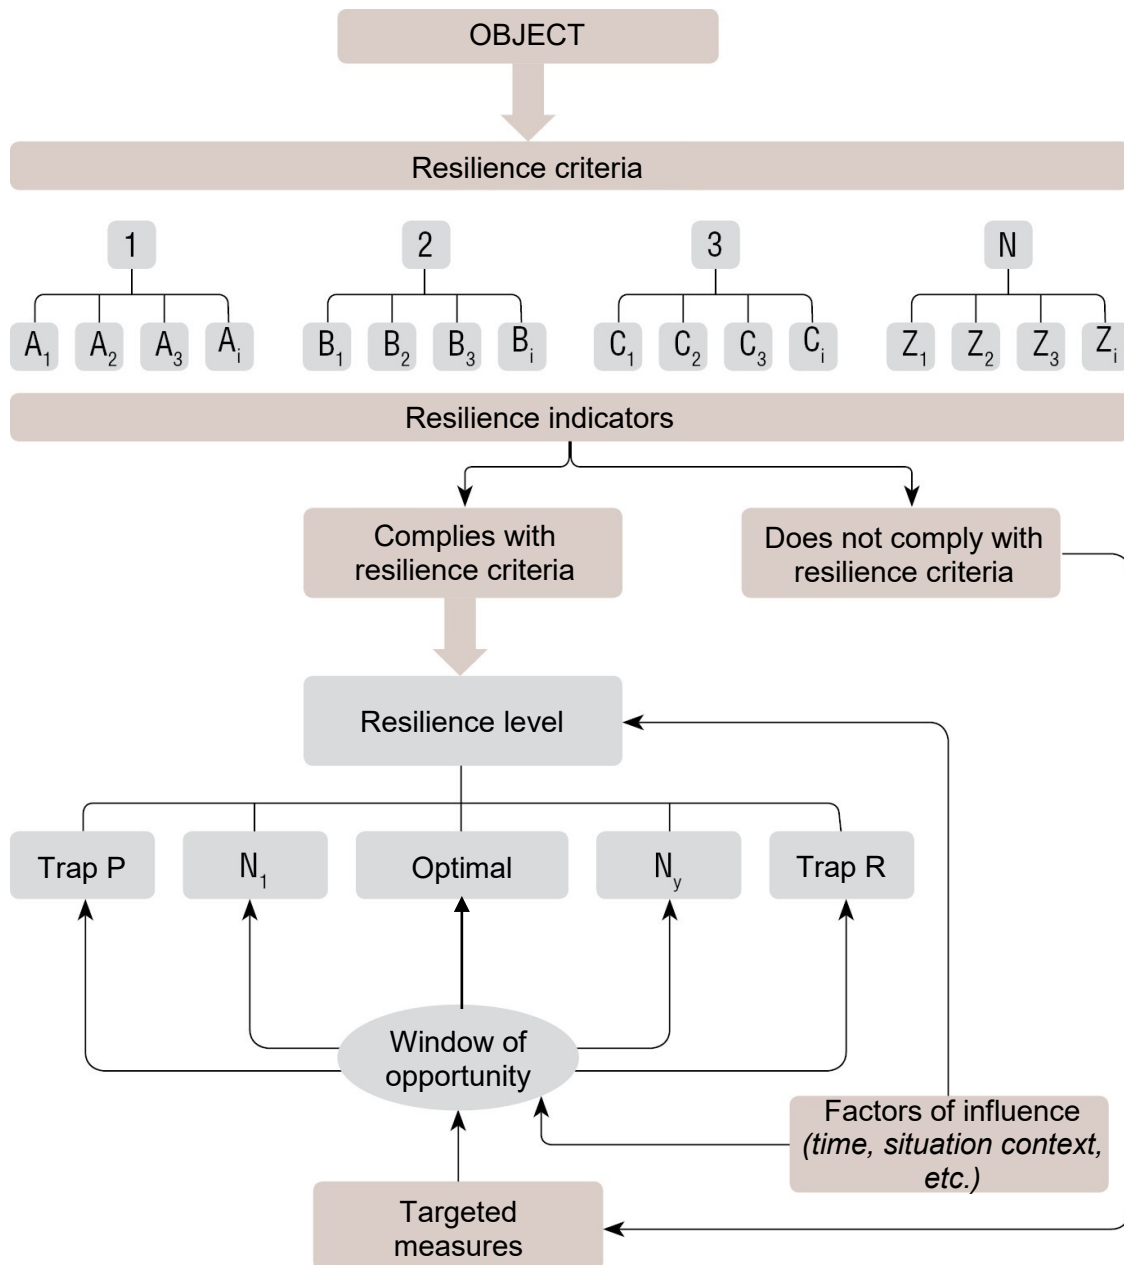 OBJECT
Resilience criteria
1 2 3 N
A₁ A₂ A₃ Aᵢ B₁ B₂ B₃ Bᵢ C₁ C₂ C₃ Cᵢ Z₁ Z₂ Z₃ Zᵢ
Resilience indicators
Complies with
resilience criteria
Does not comply with
resilience criteria
Resilience level
Trap P N₁ Optimal Nᵧ Trap R
Window of
opportunity
Factors of influence
(time, situation context,
etc.)
Targeted
measures